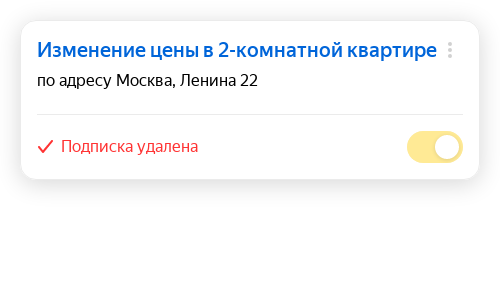 Изменение цены в 2-комнатной квартире
по адресу Москва, Ленина 22
Подписка удалена